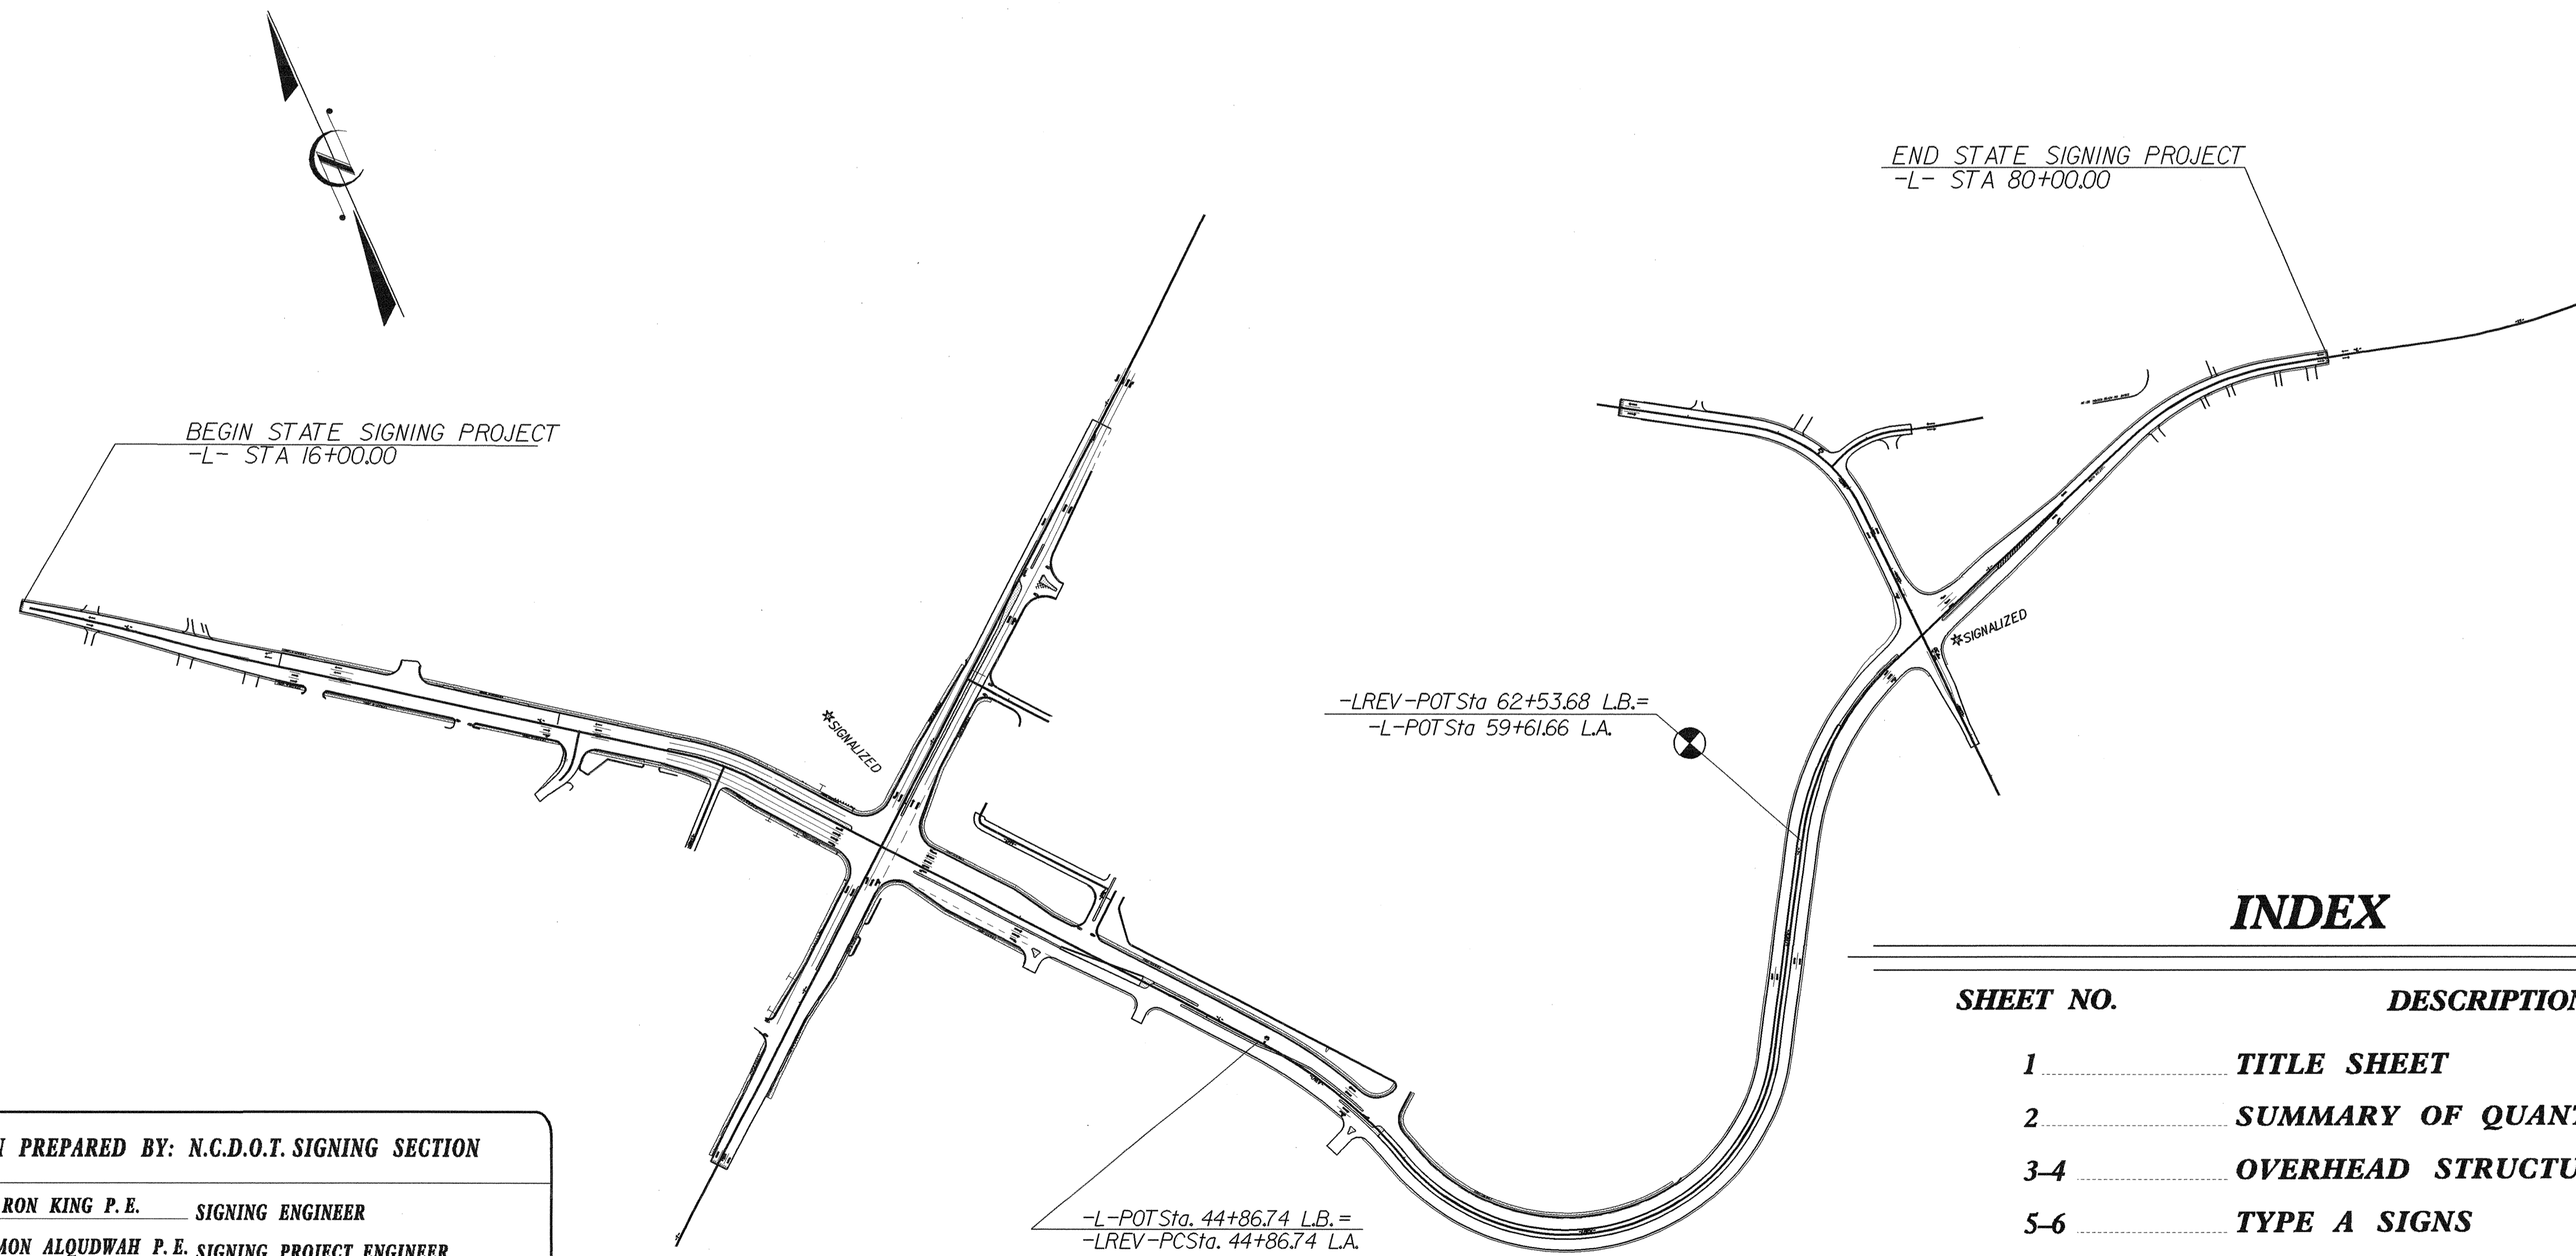 END STATE SIGNING PROJECT
-L- STA 80+00.00
BEGIN STATE SIGNING PROJECT
-L- STA 16+00.00
☆SIGNALIZED
-LREV-POTSta 62+53.68 L.B.=
-L-POTSta 59+61.66 L.A.
☆SIGNALIZED
INDEX
SHEET NO. DESCRIPTION
1 TITLE SHEET
2 SUMMARY OF QUANT
3-4 OVERHEAD STRUCTU
5-6 TYPE A SIGNS
PREPARED BY: N.C.D.O.T. SIGNING SECTION
RON KING P. E. SIGNING ENGINEER
MON ALQUDWAH P. E. SIGNING PROJECT ENGINEER
-L-POTSta. 44+86.74 L.B.=
-LREV-PCSta. 44+86.74 L.A.